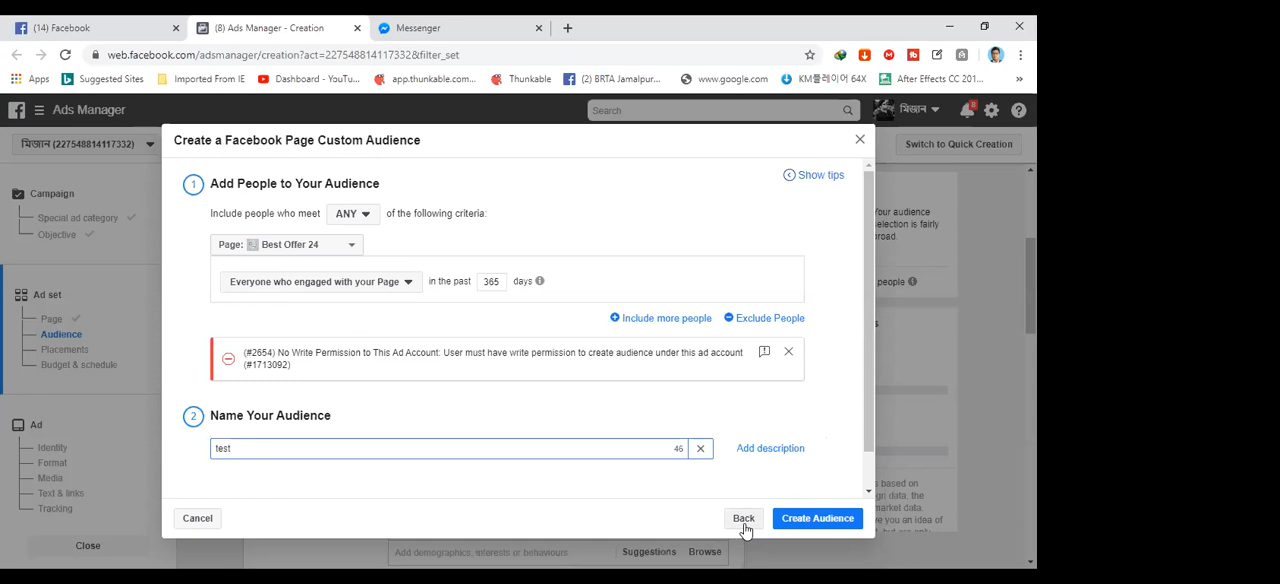 (14) Facebook
(8) Ads Manager - Creation
Messenger
web.facebook.com/adsmanager/creation?act=227548814117332&filter_set
Apps
Suggested Sites
Imported From IE
Dashboard - YouTu...
app.thunkable.com...
Thunkable
(8) BRTA Jamalpur...
www.google.com
KM플레이어 64X
After Effects CC 201...
»
Ads Manager
Search
মিজান
8
মিজান (227548814117332)
Switch to Quick Creation
Create a Facebook Page Custom Audience
Campaign
Special ad category
Objective
Ad set
Page
Audience
Placements
Budget & schedule
Ad
Identity
Format
Media
Text & links
Tracking
Close
1 Add People to Your Audience
Show tips
Include people who meet ANY of the following criteria:
Page: Best Offer 24
Everyone who engaged with your Page in the past 365 days
Include more people
Exclude People
(#2654) No Write Permission to This Ad Account: User must have write permission to create audience under this ad account
(#1713092)
2 Name Your Audience
test
46
Add description
Cancel
Back
Create Audience
Your audience
selection is fairly
road.
people
s
s based on
data, the
market data.
ve you an idea of
Add demographics, interests or behaviours
Suggestions
Browse